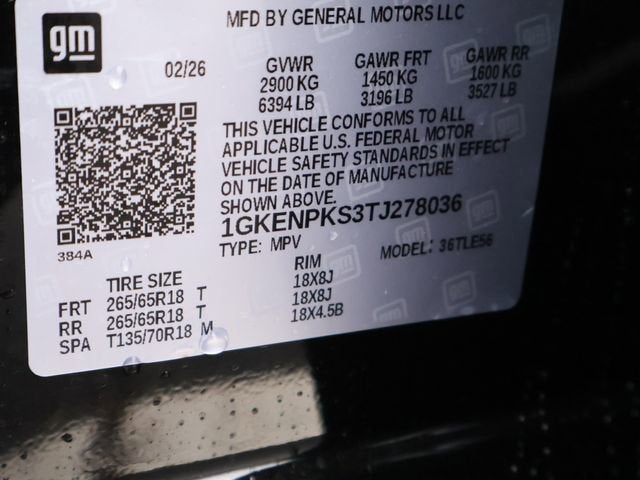 gm
MFD BY GENERAL MOTORS LLC
02/26
GVWR GAWR FRT GAWR RR
2900 KG 1450 KG 1600 KG
6394 LB 3196 LB 3527 LB
THIS VEHICLE CONFORMS TO ALL
APPLICABLE U.S. FEDERAL MOTOR
VEHICLE SAFETY STANDARDS IN EFFECT
ON THE DATE OF MANUFACTURE
SHOWN ABOVE.
1GKENPKS3TJ278036
TYPE: MPV MODEL: 36TLE56
384A
TIRE SIZE RIM
FRT 265/65R18 T 18X8J
RR 265/65R18 T 18X8J
SPA T135/70R18 M 18X4.5B